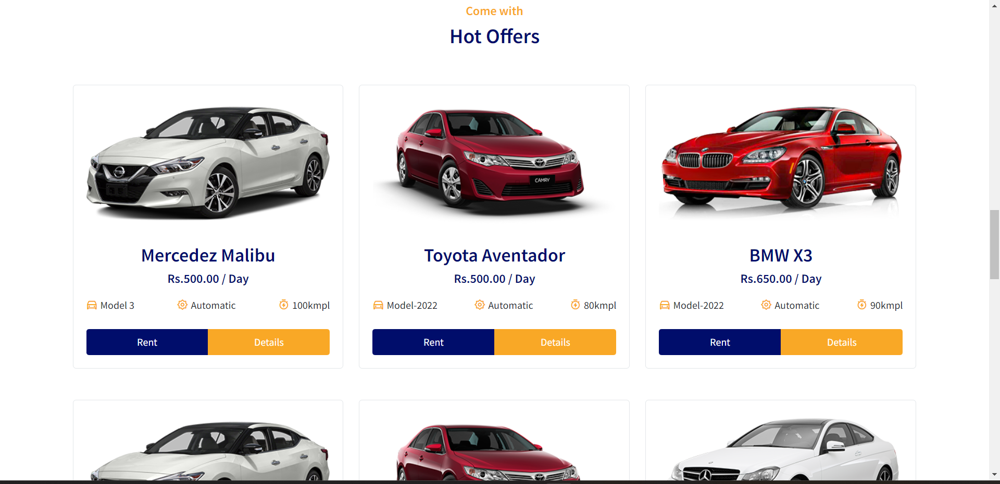 Come with
Hot Offers
CAMRY
Mercedez Malibu
Rs.500.00 / Day
Model 3
Automatic
100kmpl
Rent
Details
Toyota Aventador
Rs.500.00 / Day
Model-2022
Automatic
80kmpl
Rent
Details
BMW X3
Rs.650.00 / Day
Model-2022
Automatic
90kmpl
Rent
Details